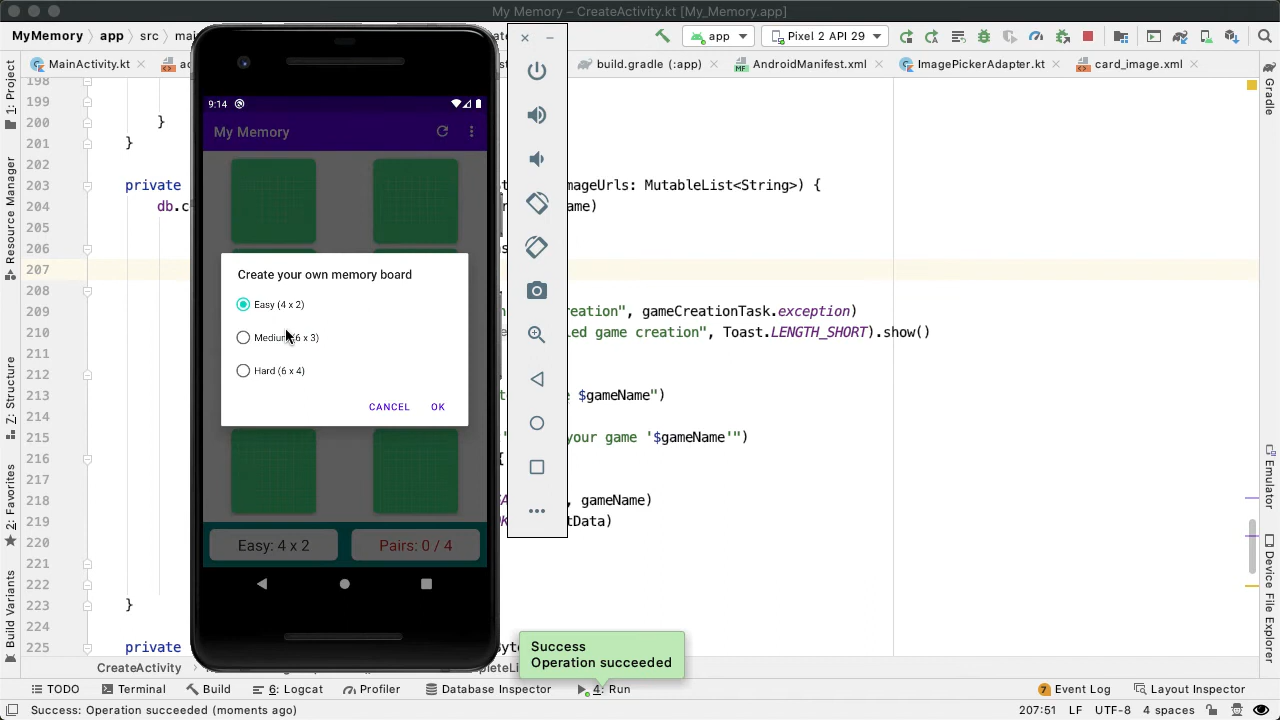 My Memory – CreateActivity.kt [My_Memory.app]
MyMemory app src
app Pixel 2 API 29
MainActivity.kt build.gradle (:app) AndroidManifest.xml ImagePickerAdapter.kt card_image.xml
1: Project
Resource Manager
Z: Structure
2: Favorites
Build Variants
Gradle
Emulator
Device File Explorer
198
199
200 }
201 }
202
203 private mageUrls: MutableList<String>) {
204 db.c
205
206
207
208
209 reation", gameCreationTask.exception)
210 led game creation", Toast.LENGTH_SHORT).show()
211
212
213 $gameName")
214
215 your game '$gameName'")
216 {
217
218 , gameName)
219 tData)
220
221
222
223 }
224
225 private
9:14
My Memory
Create your own memory board
Easy (4 x 2)
Medium (6 x 3)
Hard (6 x 4)
CANCEL OK
Easy: 4 x 2 Pairs: 0 / 4
Success
Operation succeeded
CreateActivity
TODO Terminal Build 6: Logcat Profiler Database Inspector 4: Run 7 Event Log Layout Inspector
Success: Operation succeeded (moments ago) 207:51 LF UTF-8 4 spaces